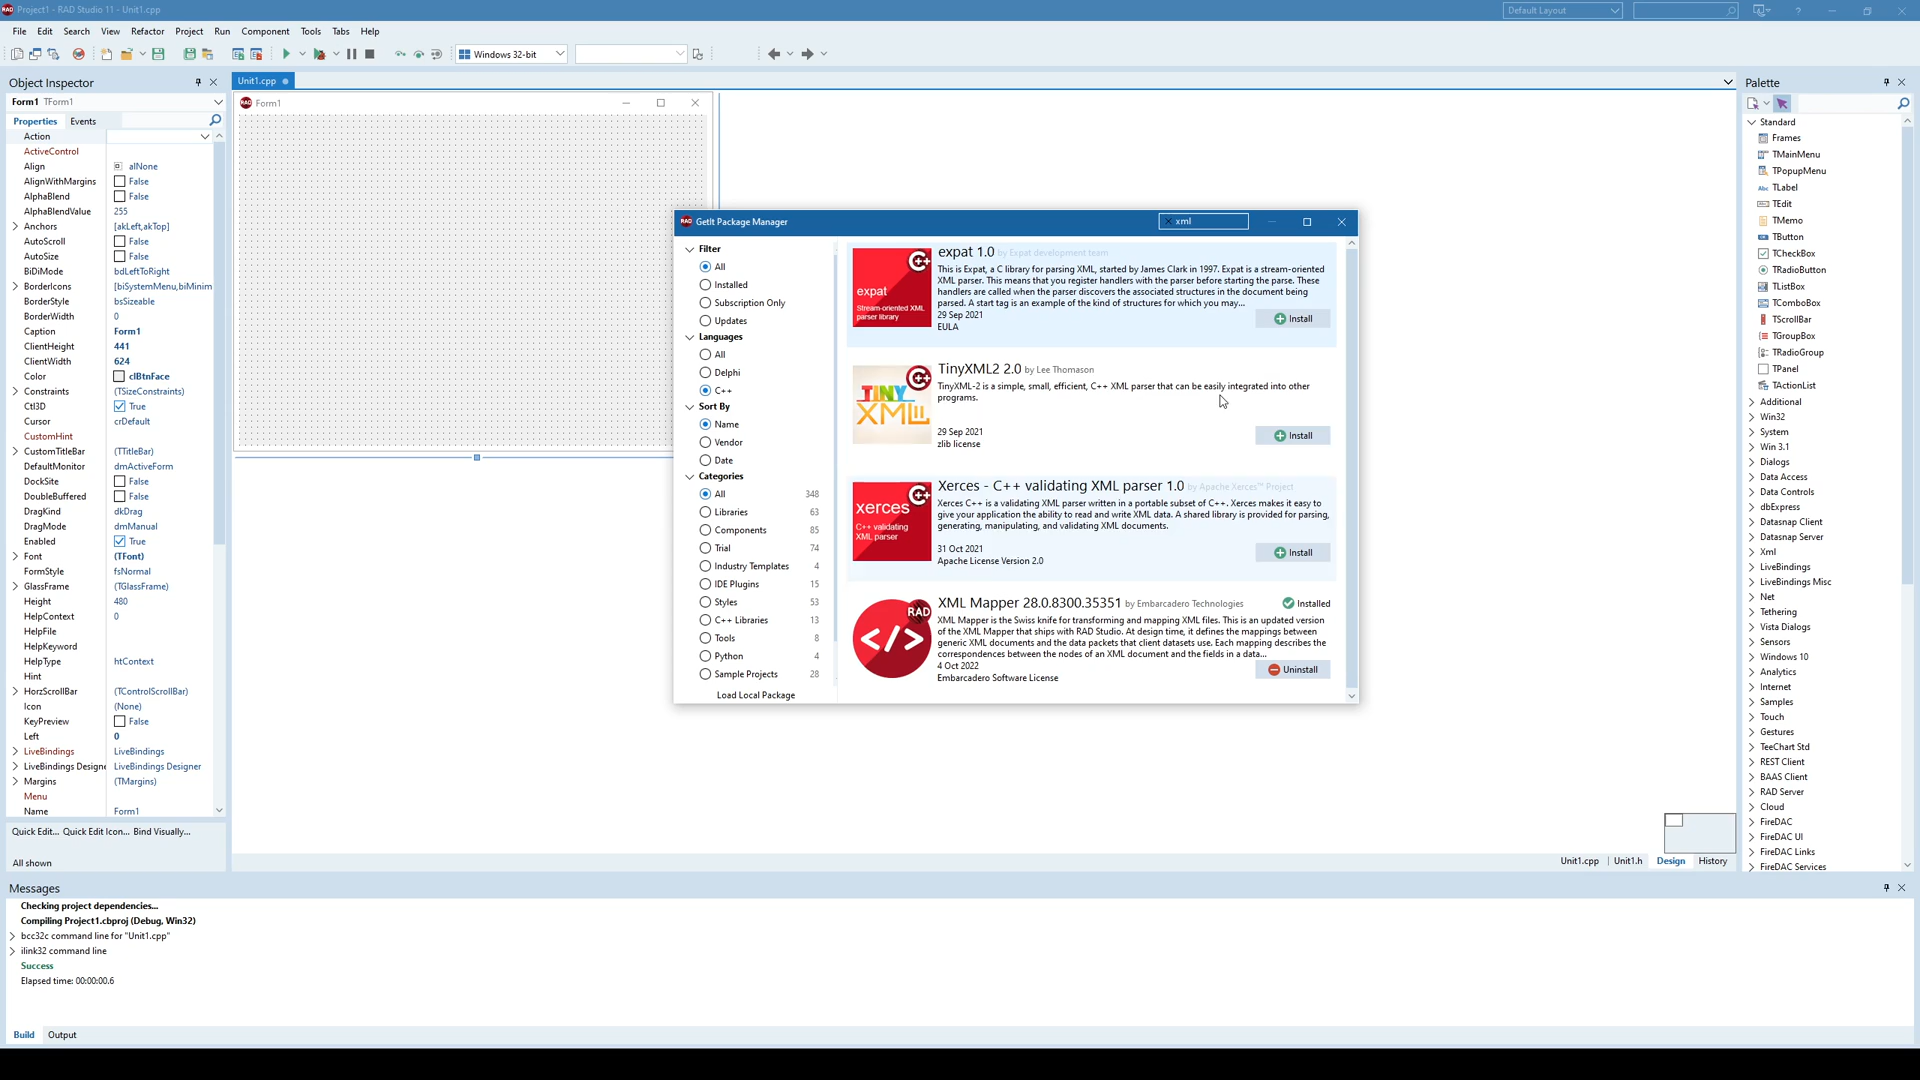 Project1 - RAD Studio 11 - Unit1.cpp
Default Layout
File Edit Search View Refactor Project Run Component Tools Tabs Help
Windows 32-bit
Object Inspector
Form1 TForm1
Properties Events
Action
ActiveControl
Align alNone
AlignWithMargins False
AlphaBlend False
AlphaBlendValue 255
Anchors [akLeft,akTop]
AutoScroll False
AutoSize False
BiDiMode bdLeftToRight
BorderIcons [biSystemMenu,biMinim
BorderStyle bsSizeable
BorderWidth 0
Caption Form1
ClientHeight 441
ClientWidth 624
Color clBtnFace
Constraints (TSizeConstraints)
Ctl3D True
Cursor crDefault
CustomHint
CustomTitleBar (TTitleBar)
DefaultMonitor dmActiveForm
DockSite False
DoubleBuffered False
DragKind dkDrag
DragMode dmManual
Enabled True
Font (TFont)
FormStyle fsNormal
GlassFrame (TGlassFrame)
Height 480
HelpContext 0
HelpFile
HelpKeyword
HelpType htContext
Hint
HorzScrollBar (TControlScrollBar)
Icon (None)
KeyPreview False
Left 0
LiveBindings LiveBindings
LiveBindings Designe LiveBindings Designer
Margins (TMargins)
Menu
Name Form1
Quick Edit... Quick Edit Icon... Bind Visually...
All shown
Unit1.cpp
Form1
GetIt Package Manager
xml
Filter
All
Installed
Subscription Only
Updates
Languages
All
Delphi
C++
Sort By
Name
Vendor
Date
Categories
All 348
Libraries 63
Components 85
Trial 74
Industry Templates 4
IDE Plugins 15
Styles 53
C++ Libraries 13
Tools 8
Python 4
Sample Projects 28
Load Local Package
C++
expat
Stream-oriented XML
parser library
expat 1.0 by Expat development team
This is Expat, a C library for parsing XML, started by James Clark in 1997. Expat is a stream-oriented
XML parser. This means that you register handlers with the parser before starting the parse. These
handlers are called when the parser discovers the associated structures in the document being
parsed. A start tag is an example of the kind of structures for which you may...
29 Sep 2021
EULA
Install
C++
TINY
XML
TinyXML2 2.0 by Lee Thomason
TinyXML-2 is a simple, small, efficient, C++ XML parser that can be easily integrated into other
programs.
29 Sep 2021
zlib license
Install
C++
xerces
C++ validating
XML parser
Xerces - C++ validating XML parser 1.0 by Apache Xerces™ Project
Xerces C++ is a validating XML parser written in a portable subset of C++. Xerces makes it easy to
give your application the ability to read and write XML data. A shared library is provided for parsing,
generating, manipulating, and validating XML documents.
31 Oct 2021
Apache License Version 2.0
Install
RAD
</>
XML Mapper 28.0.8300.35351 by Embarcadero Technologies
Installed
XML Mapper is the Swiss knife for transforming and mapping XML files. This is an updated version
of the XML Mapper that ships with RAD Studio. At design time, it defines the mappings between
generic XML documents and the data packets that client datasets use. Each mapping describes the
correspondences between the nodes of an XML document and the fields in a data...
4 Oct 2022
Embarcadero Software License
Uninstall
Unit1.cpp Unit1.h Design History
Palette
Standard
Frames
TMainMenu
TPopupMenu
TLabel
TEdit
TMemo
TButton
TCheckBox
TRadioButton
TListBox
TComboBox
TScrollBar
TGroupBox
TRadioGroup
TPanel
TActionList
Additional
Win32
System
Win 3.1
Dialogs
Data Access
Data Controls
dbExpress
Datasnap Client
Datasnap Server
Xml
LiveBindings
LiveBindings Misc
Net
Tethering
Vista Dialogs
Sensors
Windows 10
Analytics
Internet
Samples
Touch
Gestures
TeeChart Std
REST Client
BAAS Client
RAD Server
Cloud
FireDAC
FireDAC UI
FireDAC Links
FireDAC Services
Messages
Checking project dependencies...
Compiling Project1.cbproj (Debug, Win32)
bcc32c command line for "Unit1.cpp"
ilink32 command line
Success
Elapsed time: 00:00:00.6
Build Output